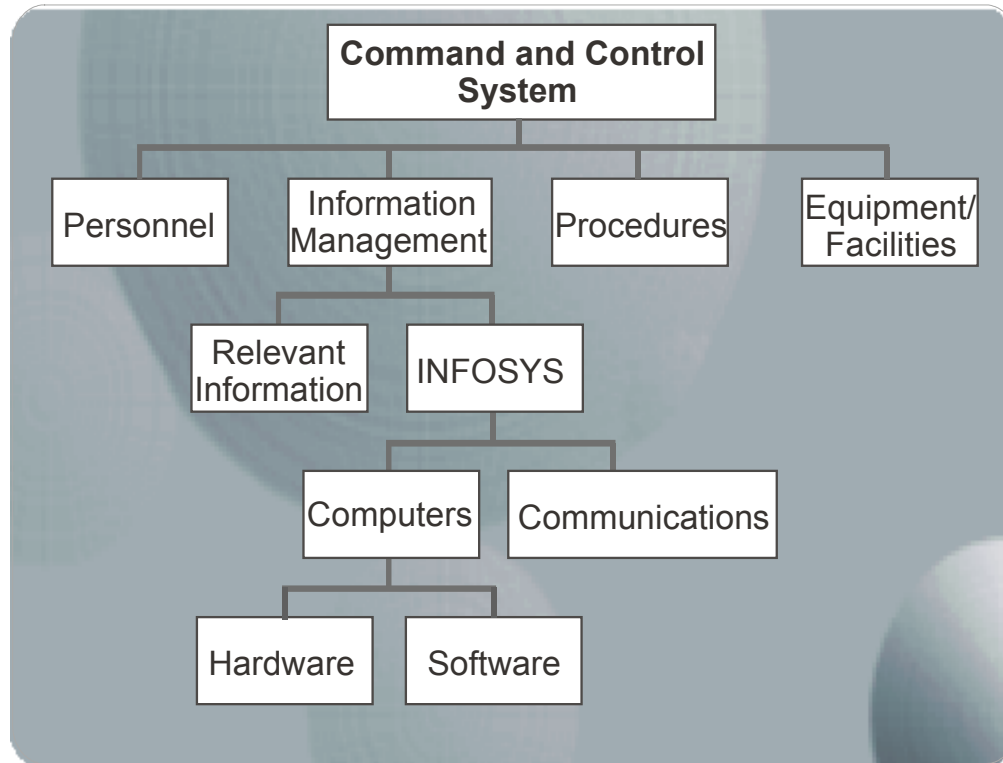 Command and Control
System
Personnel
Information
Management
Procedures
Equipment/
Facilities
Relevant
Information
INFOSYS
Computers
Communications
Hardware
Software